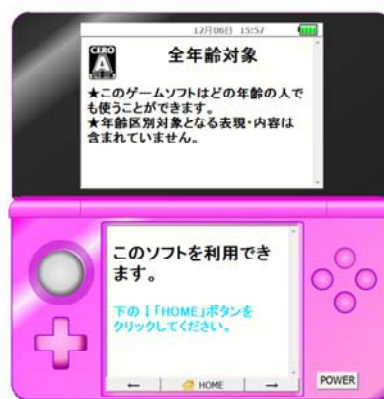 12月06日 15:57
CERO
A
全年齢対象
★このゲームソフトはどの年齢の人で
も使うことができます。
★年齢区別対象となる表現・内容は
含まれていません。
このソフトを利用でき
ます。
下の↓「HOME」ボタンを
クリックしてください。
← HOME →
POWER